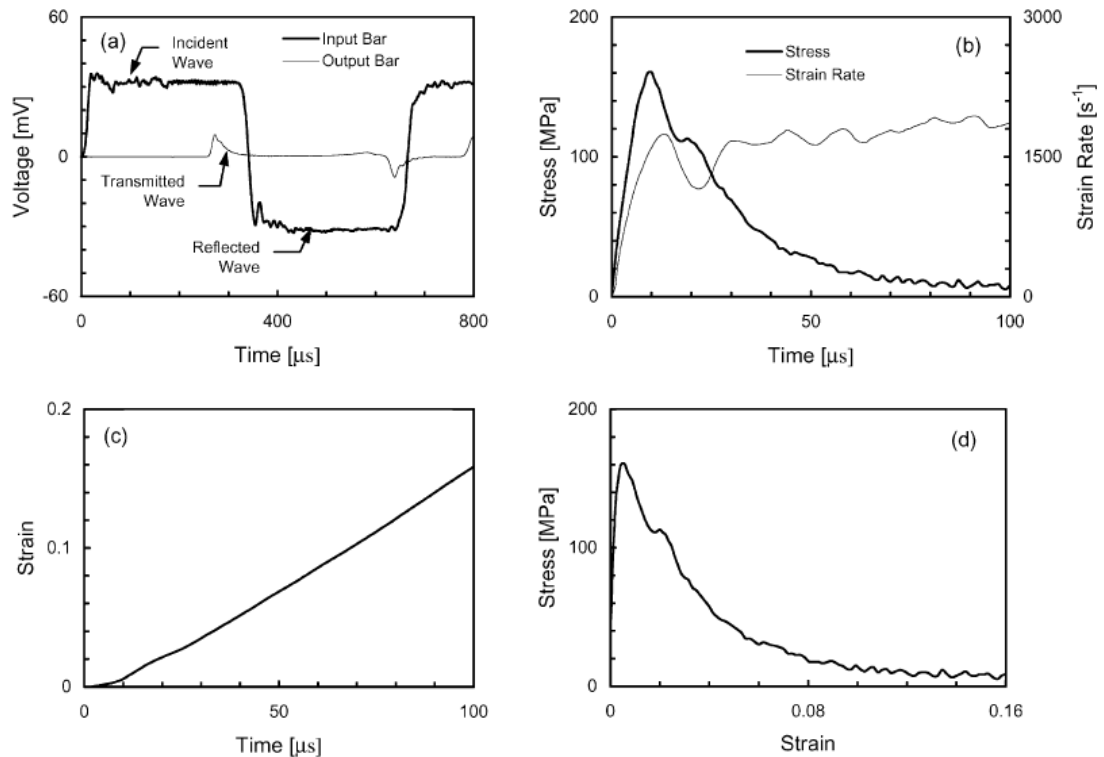 60
(a)
Incident
Wave
Input Bar
Output Bar
Voltage [mV]
0
Transmitted
Wave
Reflected
Wave
-60
0
400
800
Time [μs]
200
(b)
3000
Stress
Strain Rate
Stress [MPa]
100
1500
Strain Rate [s⁻¹]
0
0
0
50
100
Time [μs]
0.2
(c)
Strain
0.1
0
0
50
100
Time [μs]
200
(d)
Stress [MPa]
100
0
0
0.08
0.16
Strain